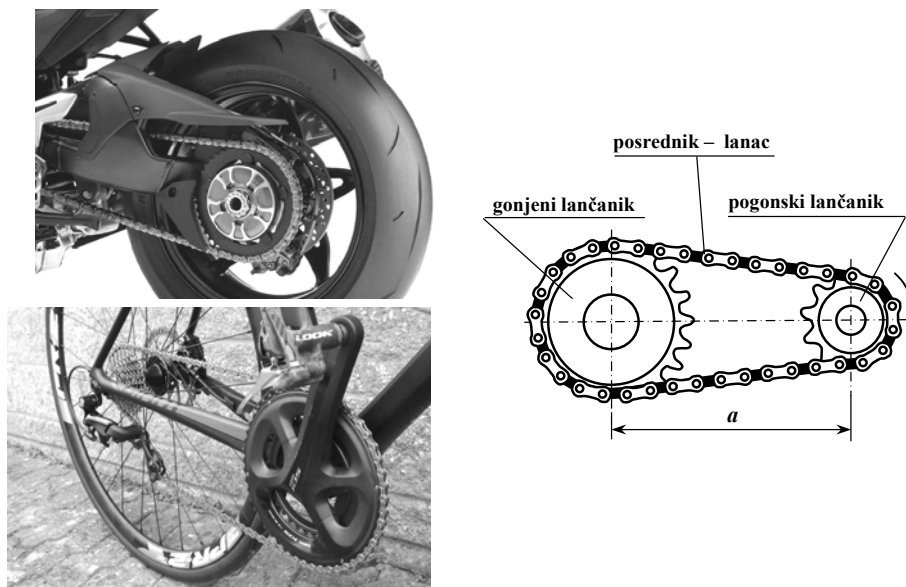 posrednik – lanac
gonjeni lančanik
pogonski lančanik
a
LOOK